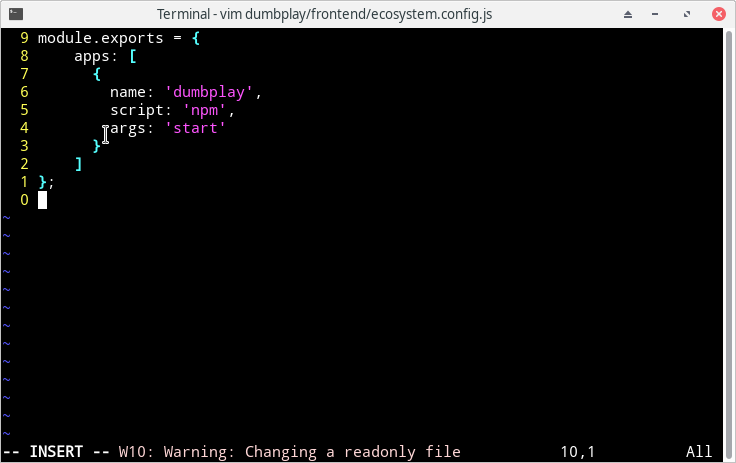 Terminal - vim dumbplay/frontend/ecosystem.config.js
9 module.exports = {
8     apps: [
7       {
6         name: 'dumbplay',
5         script: 'npm',
4         args: 'start'
3       }
2     ]
1 };
0
~
~
~
~
~
~
~
~
~
~
~
~
~
-- INSERT -- W10: Warning: Changing a readonly file 10,1 All